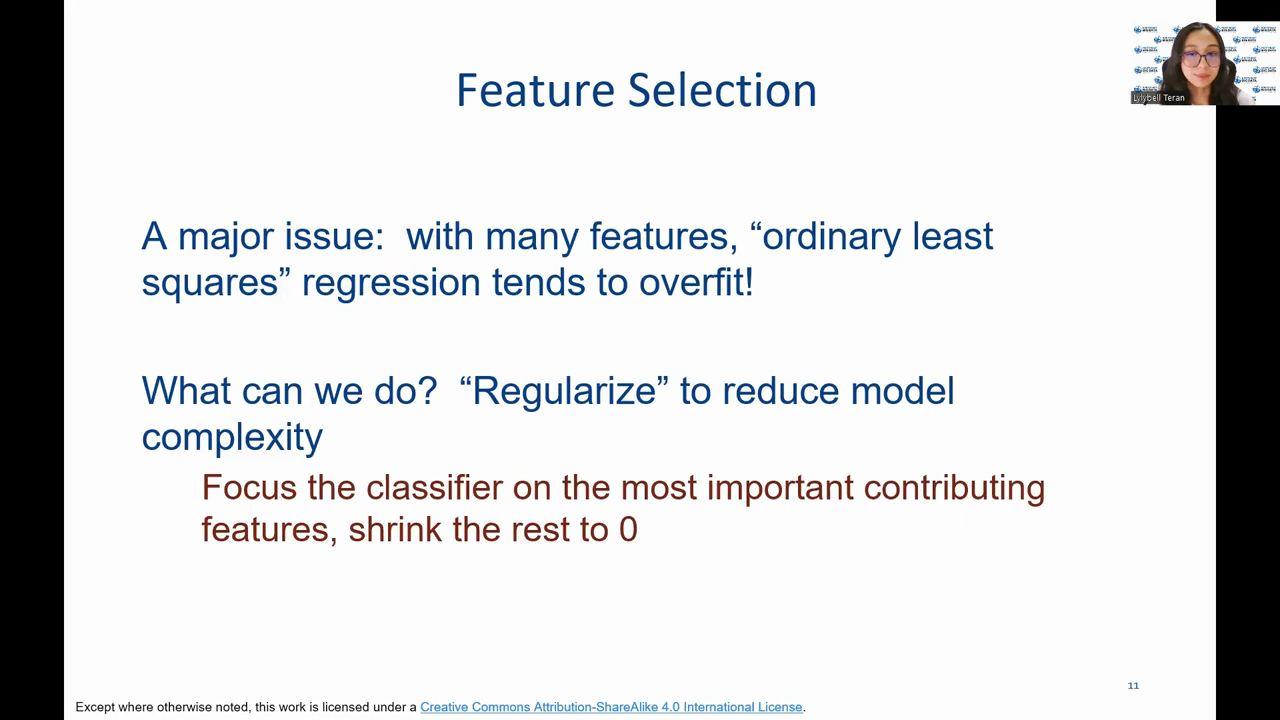 Feature Selection
Lylybell Teran
A major issue:  with many features, “ordinary least
squares” regression tends to overfit!
What can we do?  “Regularize” to reduce model
complexity
Focus the classifier on the most important contributing
features, shrink the rest to 0
11
Except where otherwise noted, this work is licensed under a Creative Commons Attribution-ShareAlike 4.0 International License.